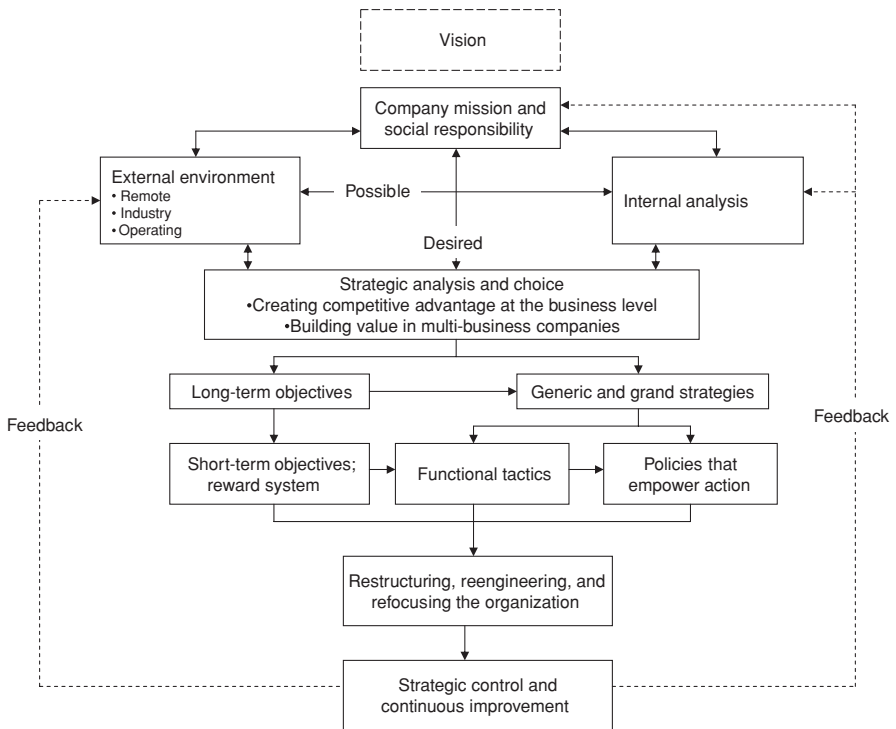 Vision
Company mission and
social responsibility
External environment
• Remote
• Industry
• Operating
Possible
Internal analysis
Desired
Strategic analysis and choice
•Creating competitive advantage at the business level
•Building value in multi-business companies
Long-term objectives
Generic and grand strategies
Feedback
Feedback
Short-term objectives;
reward system
Functional tactics
Policies that
empower action
Restructuring, reengineering, and
refocusing the organization
Strategic control and
continuous improvement